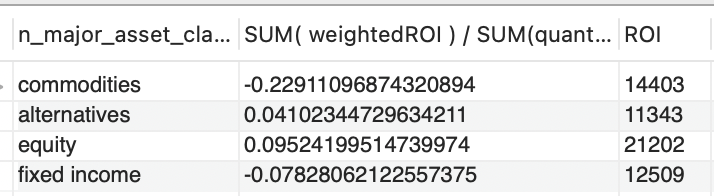 n_major_asset_cla... SUM( weightedROI ) / SUM(quant... ROI
commodities -0.22911096874320894 14403
alternatives 0.04102344729634211 11343
equity 0.09524199514739974 21202
fixed income -0.07828062122557375 12509